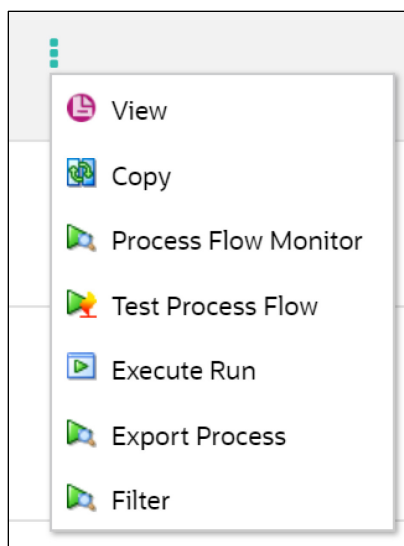 View
Copy
Process Flow Monitor
Test Process Flow
Execute Run
Export Process
Filter